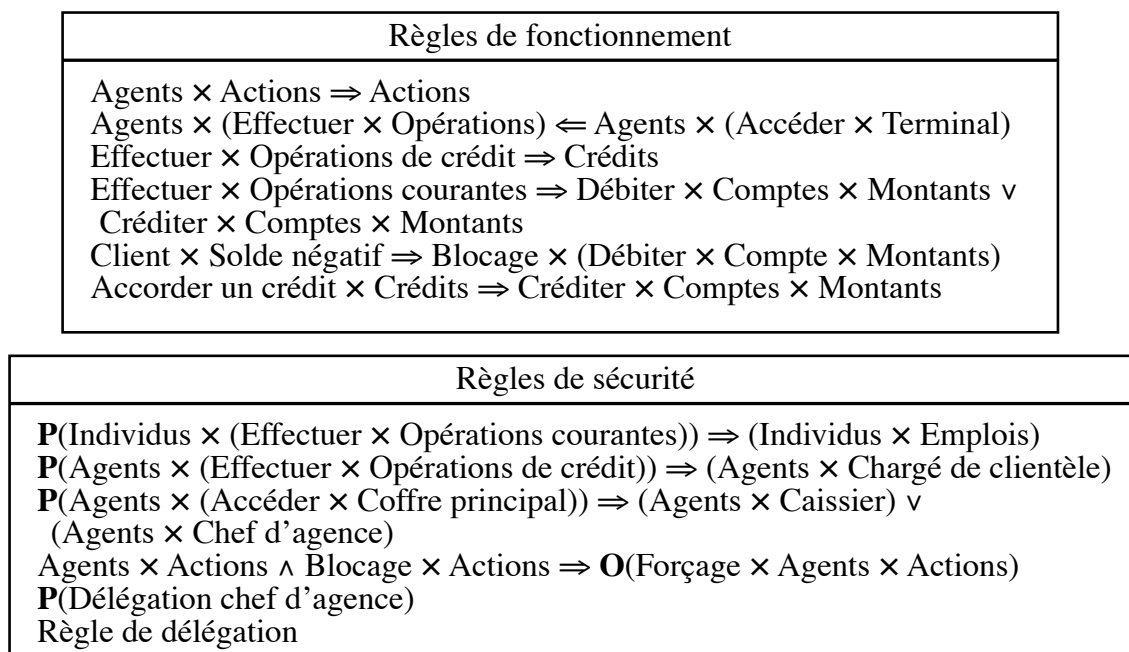 Règles de fonctionnement
Agents × Actions ⇒ Actions
Agents × (Effectuer × Opérations) ⇐ Agents × (Accéder × Terminal)
Effectuer × Opérations de crédit ⇒ Crédits
Effectuer × Opérations courantes ⇒ Débiter × Comptes × Montants ∨
Créditer × Comptes × Montants
Client × Solde négatif ⇒ Blocage × (Débiter × Compte × Montants)
Accorder un crédit × Crédits ⇒ Créditer × Comptes × Montants
Règles de sécurité
P(Individus × (Effectuer × Opérations courantes)) ⇒ (Individus × Emplois)
P(Agents × (Effectuer × Opérations de crédit)) ⇒ (Agents × Chargé de clientèle)
P(Agents × (Accéder × Coffre principal)) ⇒ (Agents × Caissier) ∨
(Agents × Chef d'agence)
Agents × Actions ∧ Blocage × Actions ⇒ O(Forçage × Agents × Actions)
P(Délégation chef d'agence)
Règle de délégation